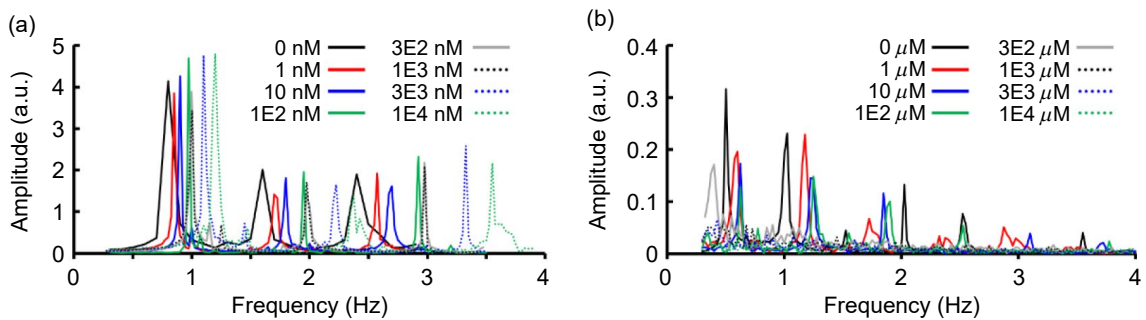 (a)
5
4
3
2
1
0
Amplitude (a.u.)
0 nM
1 nM
10 nM
1E2 nM
3E2 nM
1E3 nM
3E3 nM
1E4 nM
0 1 2 3 4
Frequency (Hz)
(b)
0.4
0.3
0.2
0.1
0
Amplitude (a.u.)
0 μM
1 μM
10 μM
1E2 μM
3E2 μM
1E3 μM
3E3 μM
1E4 μM
0 1 2 3 4
Frequency (Hz)